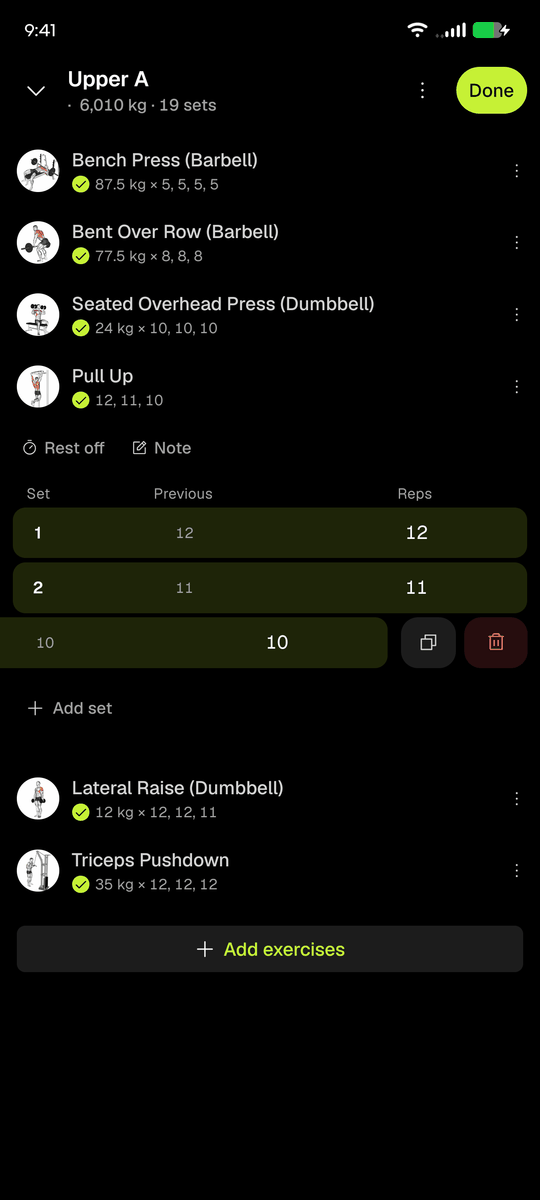 9:41
Upper A
· 6,010 kg · 19 sets
Done
Bench Press (Barbell)
87.5 kg × 5, 5, 5, 5
Bent Over Row (Barbell)
77.5 kg × 8, 8, 8
Seated Overhead Press (Dumbbell)
24 kg × 10, 10, 10
Pull Up
12, 11, 10
Rest off Note
Set Previous Reps
1 12 12
2 11 11
10 10
Add set
Lateral Raise (Dumbbell)
12 kg × 12, 12, 11
Triceps Pushdown
35 kg × 12, 12, 12
Add exercises